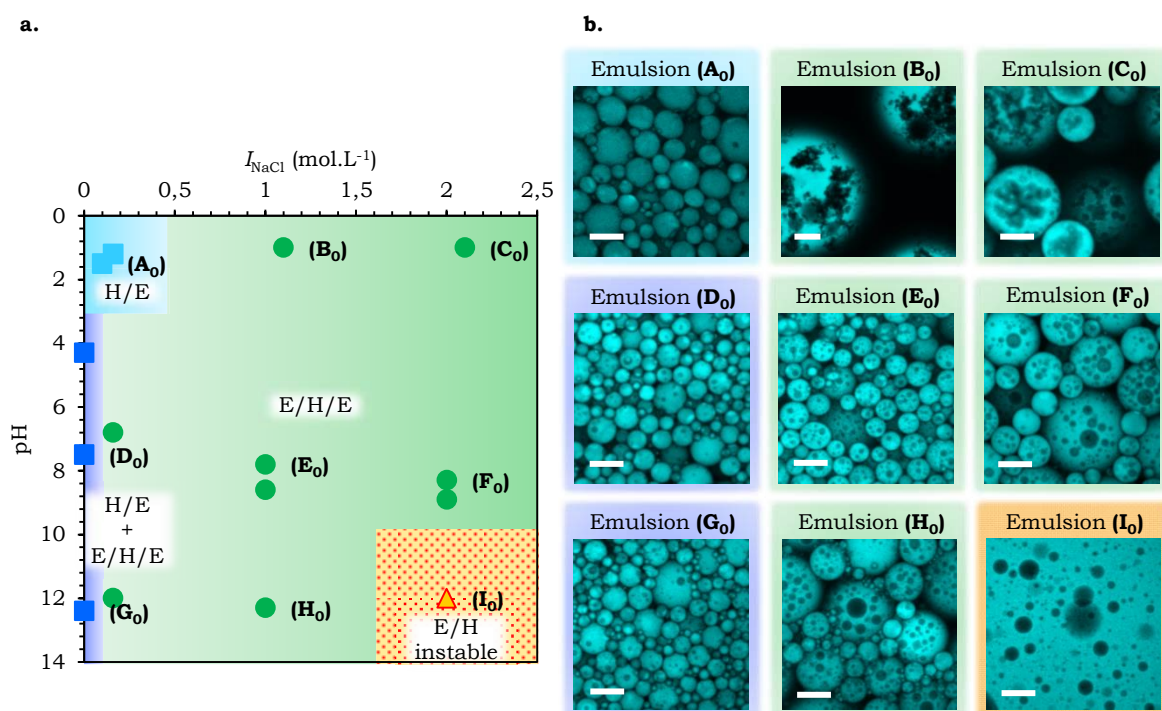 a.
I_NaCl (mol.L⁻¹)
0 0,5 1 1,5 2 2,5
0
2
4
6
8
10
12
14
pH
(A₀)
H/E
(B₀)
(C₀)
E/H/E
(D₀)
(E₀)
(F₀)
H/E
+
E/H/E
(G₀)
(H₀)
(I₀)
E/H
instable
b.
Emulsion (A₀)
Emulsion (B₀)
Emulsion (C₀)
Emulsion (D₀)
Emulsion (E₀)
Emulsion (F₀)
Emulsion (G₀)
Emulsion (H₀)
Emulsion (I₀)